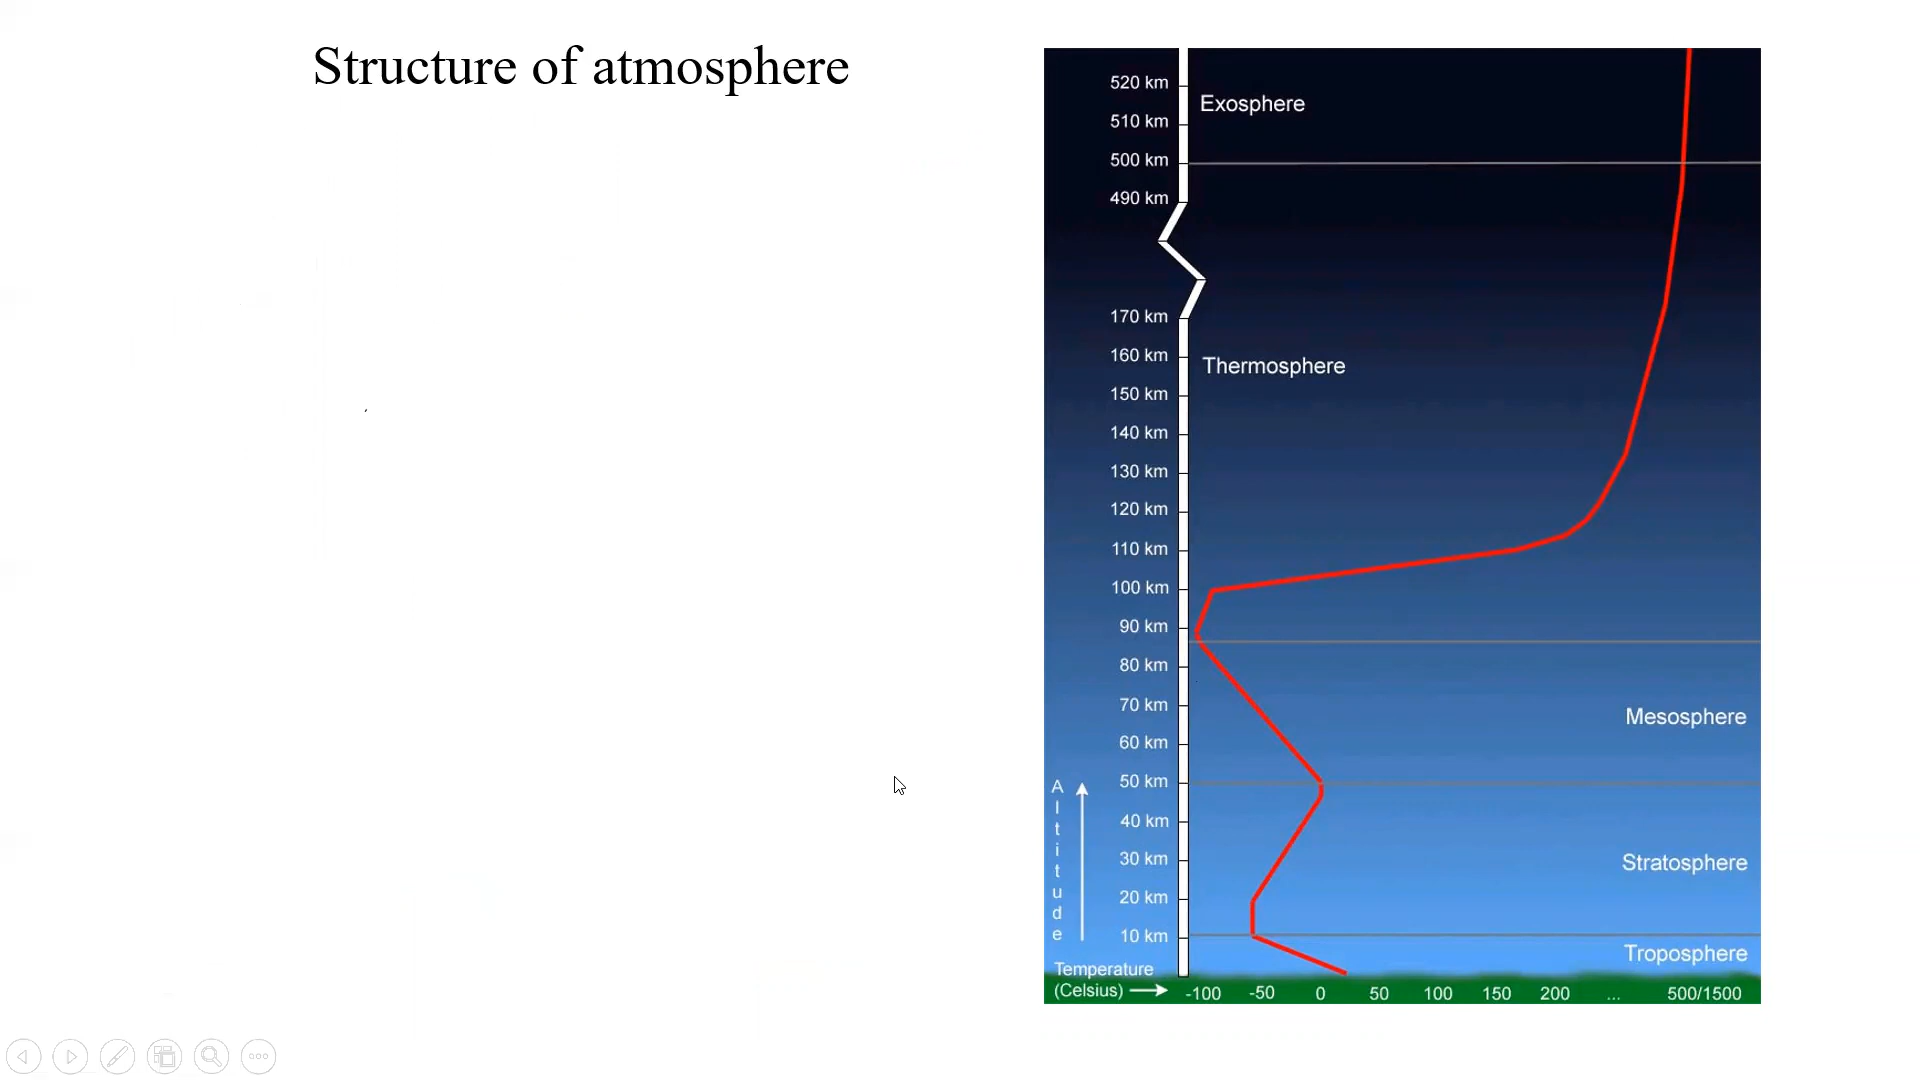 Structure of atmosphere
520 km
Exosphere
510 km
500 km
490 km
170 km
160 km
Thermosphere
150 km
140 km
130 km
120 km
110 km
100 km
90 km
80 km
70 km
Mesosphere
60 km
50 km
40 km
30 km
Stratosphere
20 km
10 km
Troposphere
Altitude
Temperature
(Celsius)
-100 -50 0 50 100 150 200 ... 500/1500